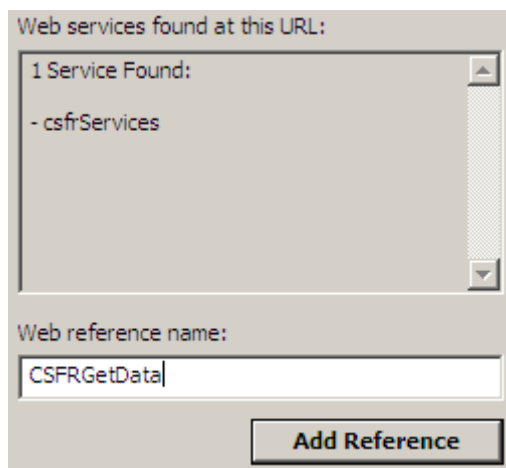 Web services found at this URL:
1 Service Found:
- csfrServices
Web reference name:
CSFRGetData
Add Reference